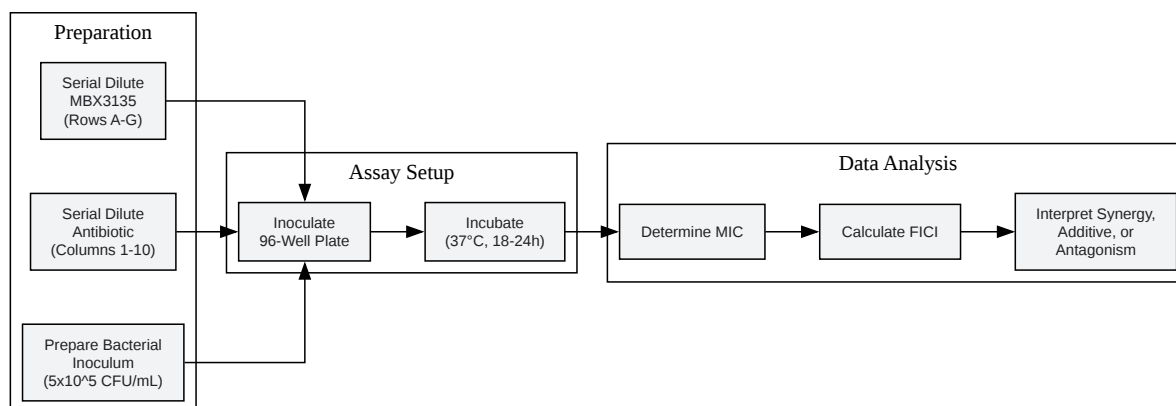 Preparation
Serial Dilute
MBX3135
(Rows A-G)
Serial Dilute
Antibiotic
(Columns 1-10)
Prepare Bacterial
Inoculum
(5x10^5 CFU/mL)
Assay Setup
Inoculate
96-Well Plate
Incubate
(37°C, 18-24h)
Data Analysis
Determine MIC
Calculate FICI
Interpret Synergy,
Additive, or
Antagonism